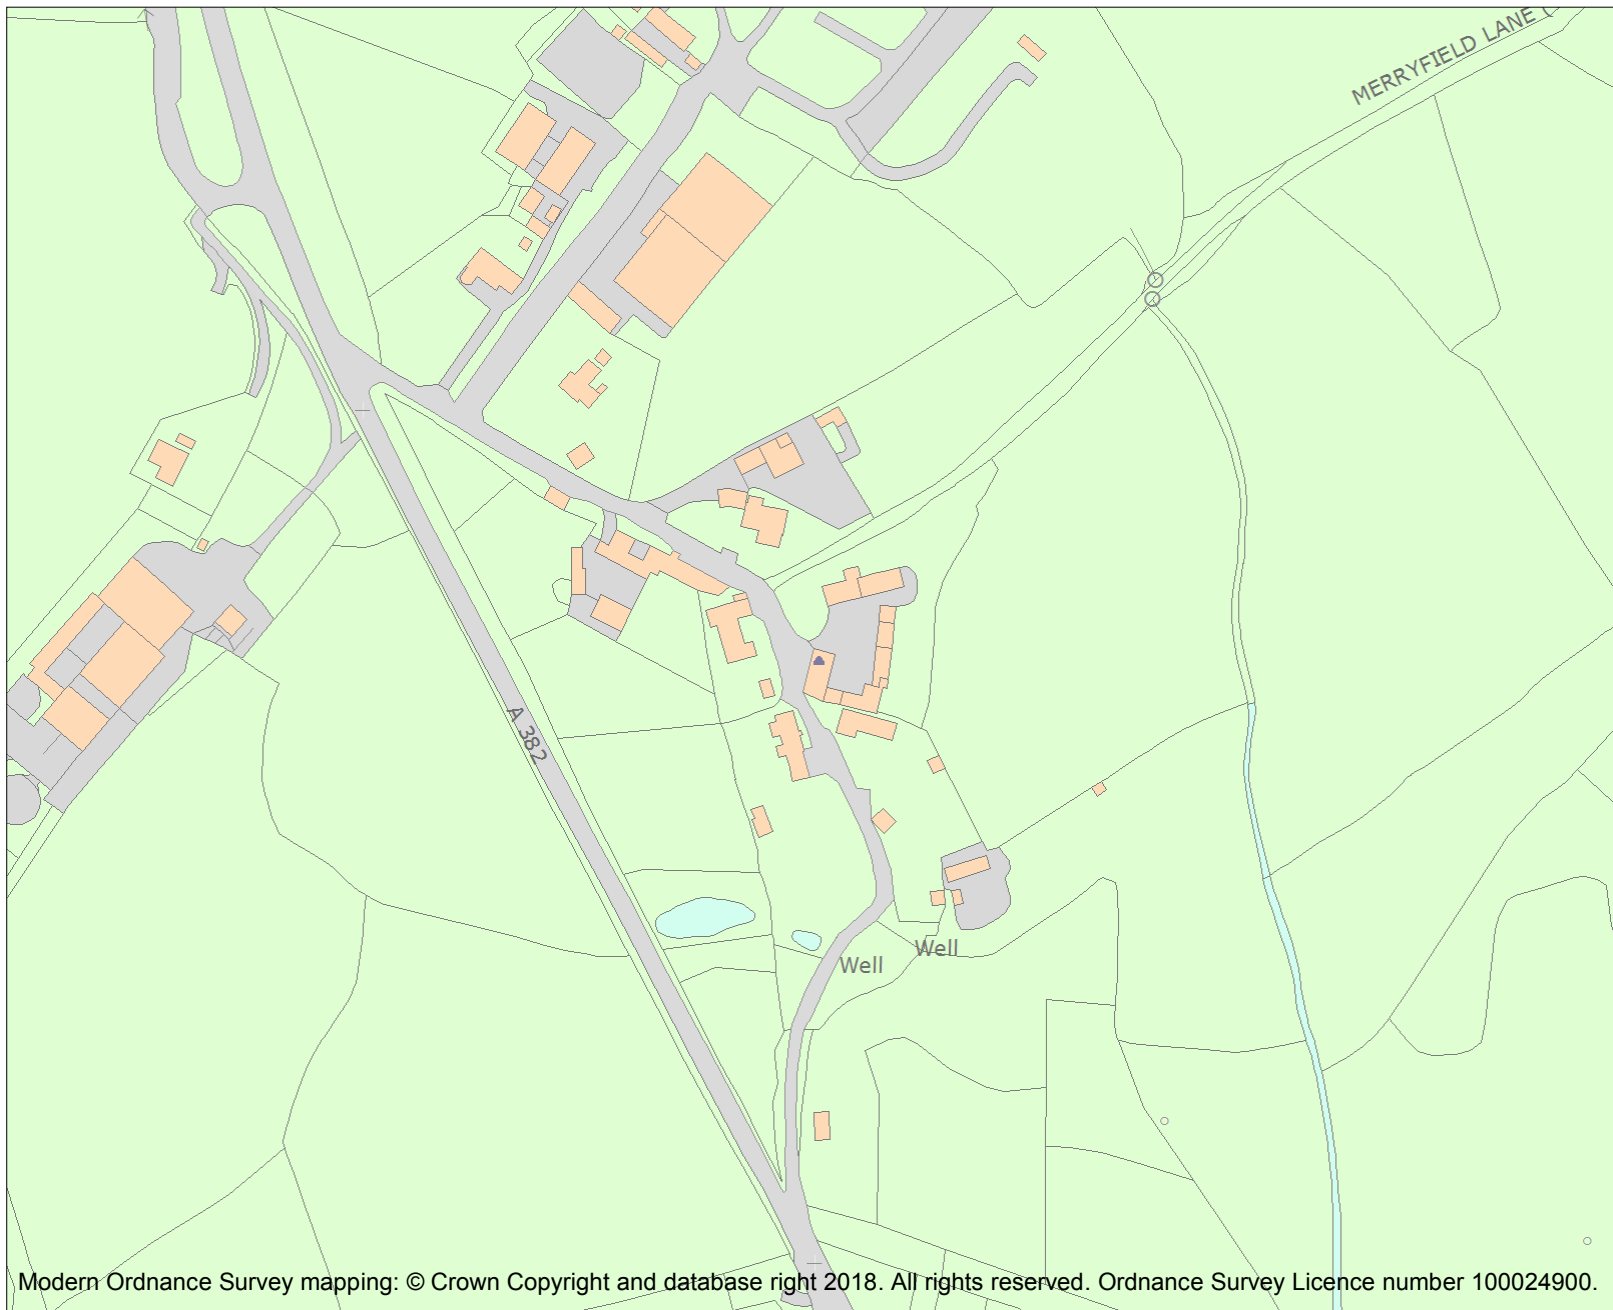 MERRYFIELD LANE (
A 382
Well
Well
Modern Ordnance Survey mapping: © Crown Copyright and database right 2018. All rights reserved. Ordnance Survey Licence number 100024900.